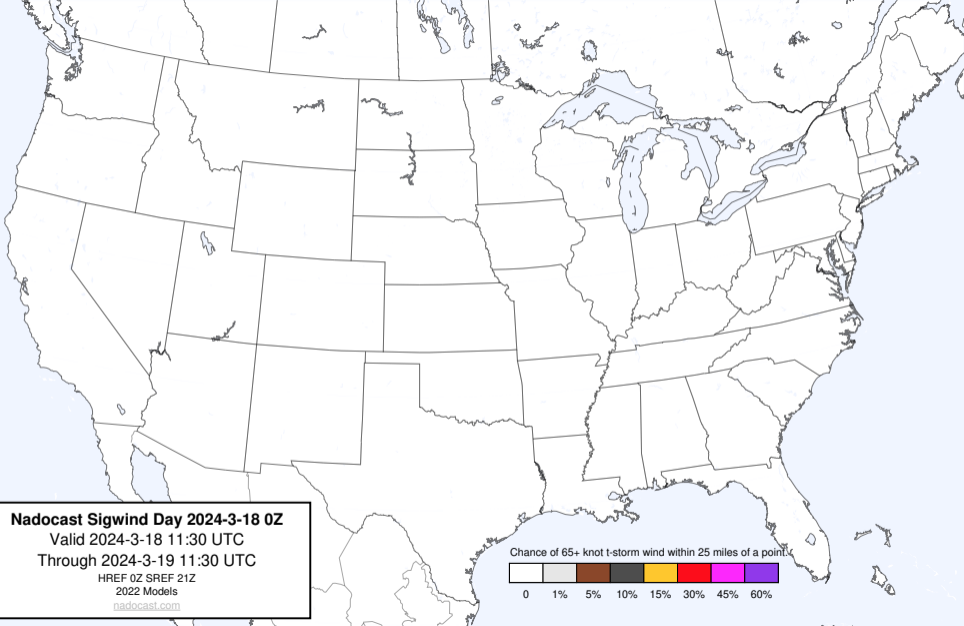 Nadocast Sigwind Day 2024-3-18 0Z
Valid 2024-3-18 11:30 UTC
Through 2024-3-19 11:30 UTC
HREF 0Z SREF 21Z
2022 Models
nadocast.com
Chance of 65+ knot t-storm wind within 25 miles of a point.
0 1% 5% 10% 15% 30% 45% 60%